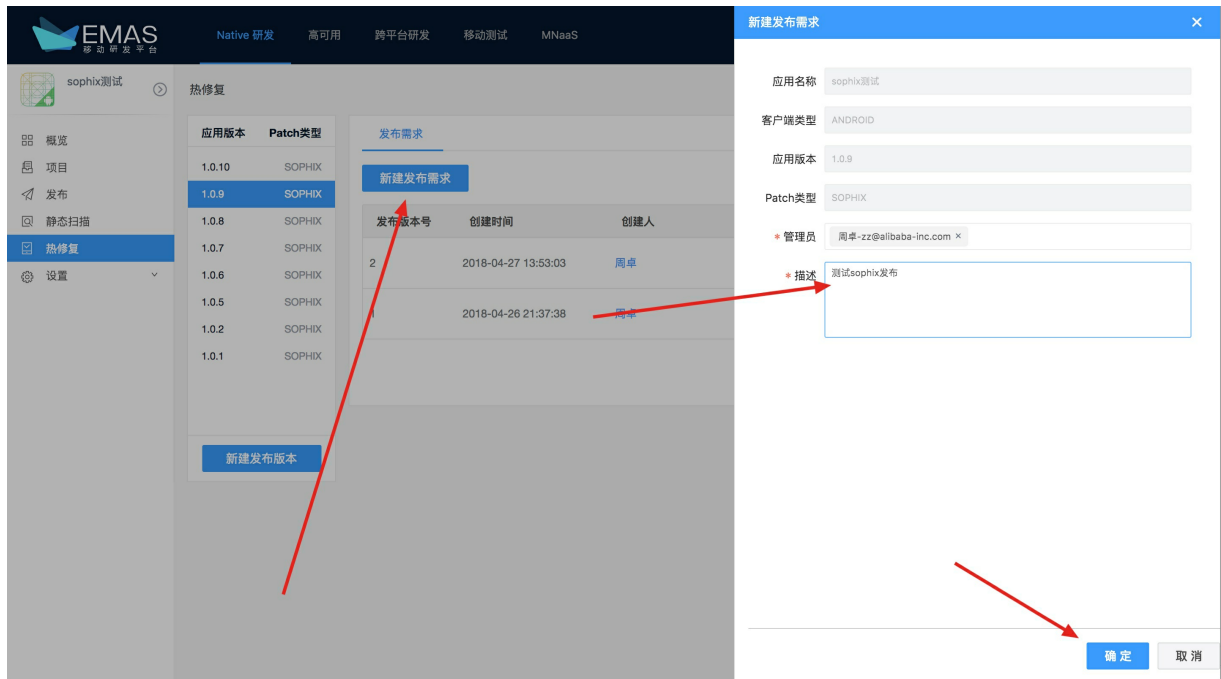 EMAS
移动研发平台
Native 研发 高可用 跨平台研发 移动测试 MNaaS
sophix测试
概览
项目
发布
静态扫描
热修复
设置
热修复
应用版本 Patch类型
1.0.10 SOPHIX
1.0.9 SOPHIX
1.0.8 SOPHIX
1.0.7 SOPHIX
1.0.6 SOPHIX
1.0.5 SOPHIX
1.0.2 SOPHIX
1.0.1 SOPHIX
新建发布版本
发布需求
新建发布需求
发布版本号 创建时间 创建人
2 2018-04-27 13:53:03 周卓
1 2018-04-26 21:37:38 周卓
新建发布需求 ×
应用名称 sophix测试
客户端类型 ANDROID
应用版本 1.0.9
Patch类型 SOPHIX
* 管理员 周卓-zz@alibaba-inc.com ×
* 描述 测试sophix发布
确 定 取 消